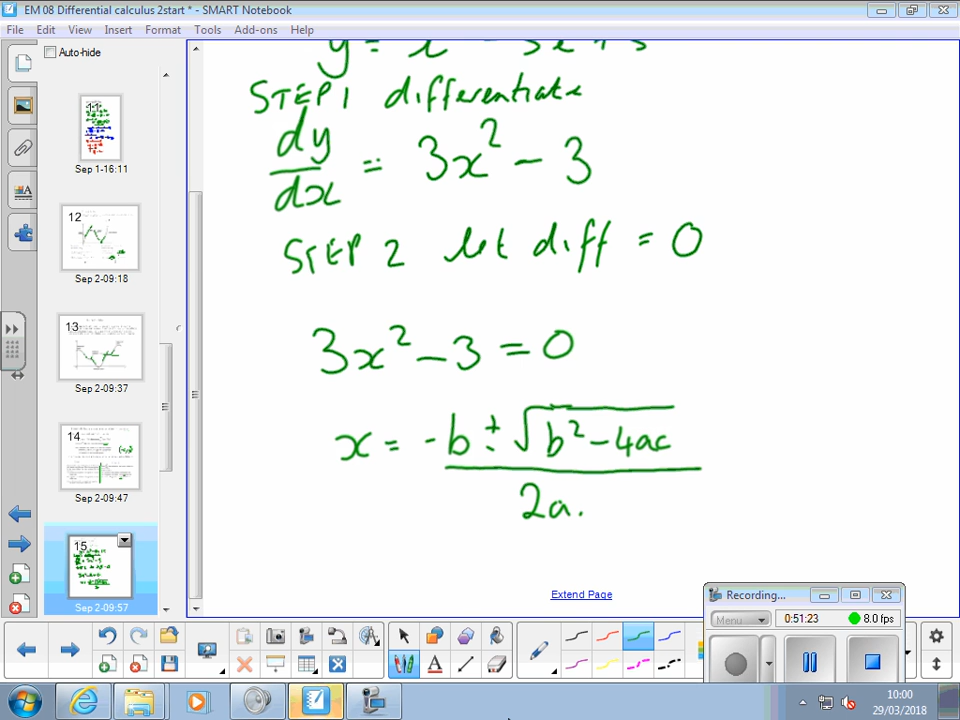 EM 08 Differential calculus 2start * - SMART Notebook
File Edit View Insert Format Tools Add-ons Help
Auto-hide
11
Sep 1-16:11
12
Sep 2-09:18
13
Sep 2-09:37
14
Sep 2-09:47
15
Sep 2-09:57
STEP 1 differentiate
dy/dx = 3x² - 3
STEP 2 let diff = 0
3x² - 3 = 0
x = -b ± √b² - 4ac
2a.
Extend Page
Recording...
Menu 0:51:23 8.0 fps
10:00
29/03/2018